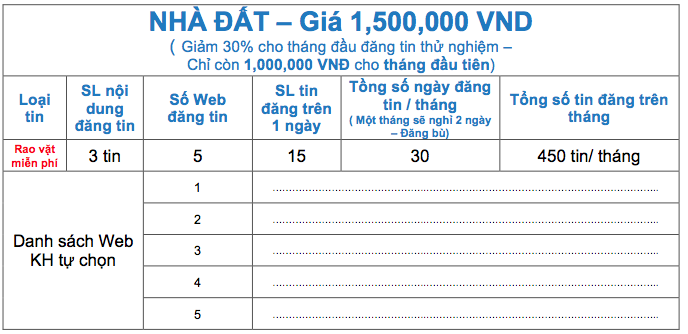 NHÀ ĐẤT – Giá 1,500,000 VND
( Giảm 30% cho tháng đầu đăng tin thử nghiệm –
Chỉ còn 1,000,000 VNĐ cho tháng đầu tiên)
Loại tin
SL nội dung đăng tin
Số Web đăng tin
SL tin đăng trên 1 ngày
Tổng số ngày đăng tin / tháng
( Một tháng sẽ nghỉ 2 ngày – Đăng bù)
Tổng số tin đăng trên tháng
Rao vặt miễn phí
3 tin
5
15
30
450 tin/ tháng
Danh sách Web KH tự chọn
1 ........................................
2 ........................................
3 ........................................
4 ........................................
5 ........................................